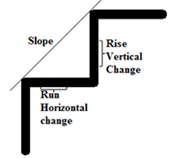 Slope
Rise
Vertical
Change
Run
Horizontal
change